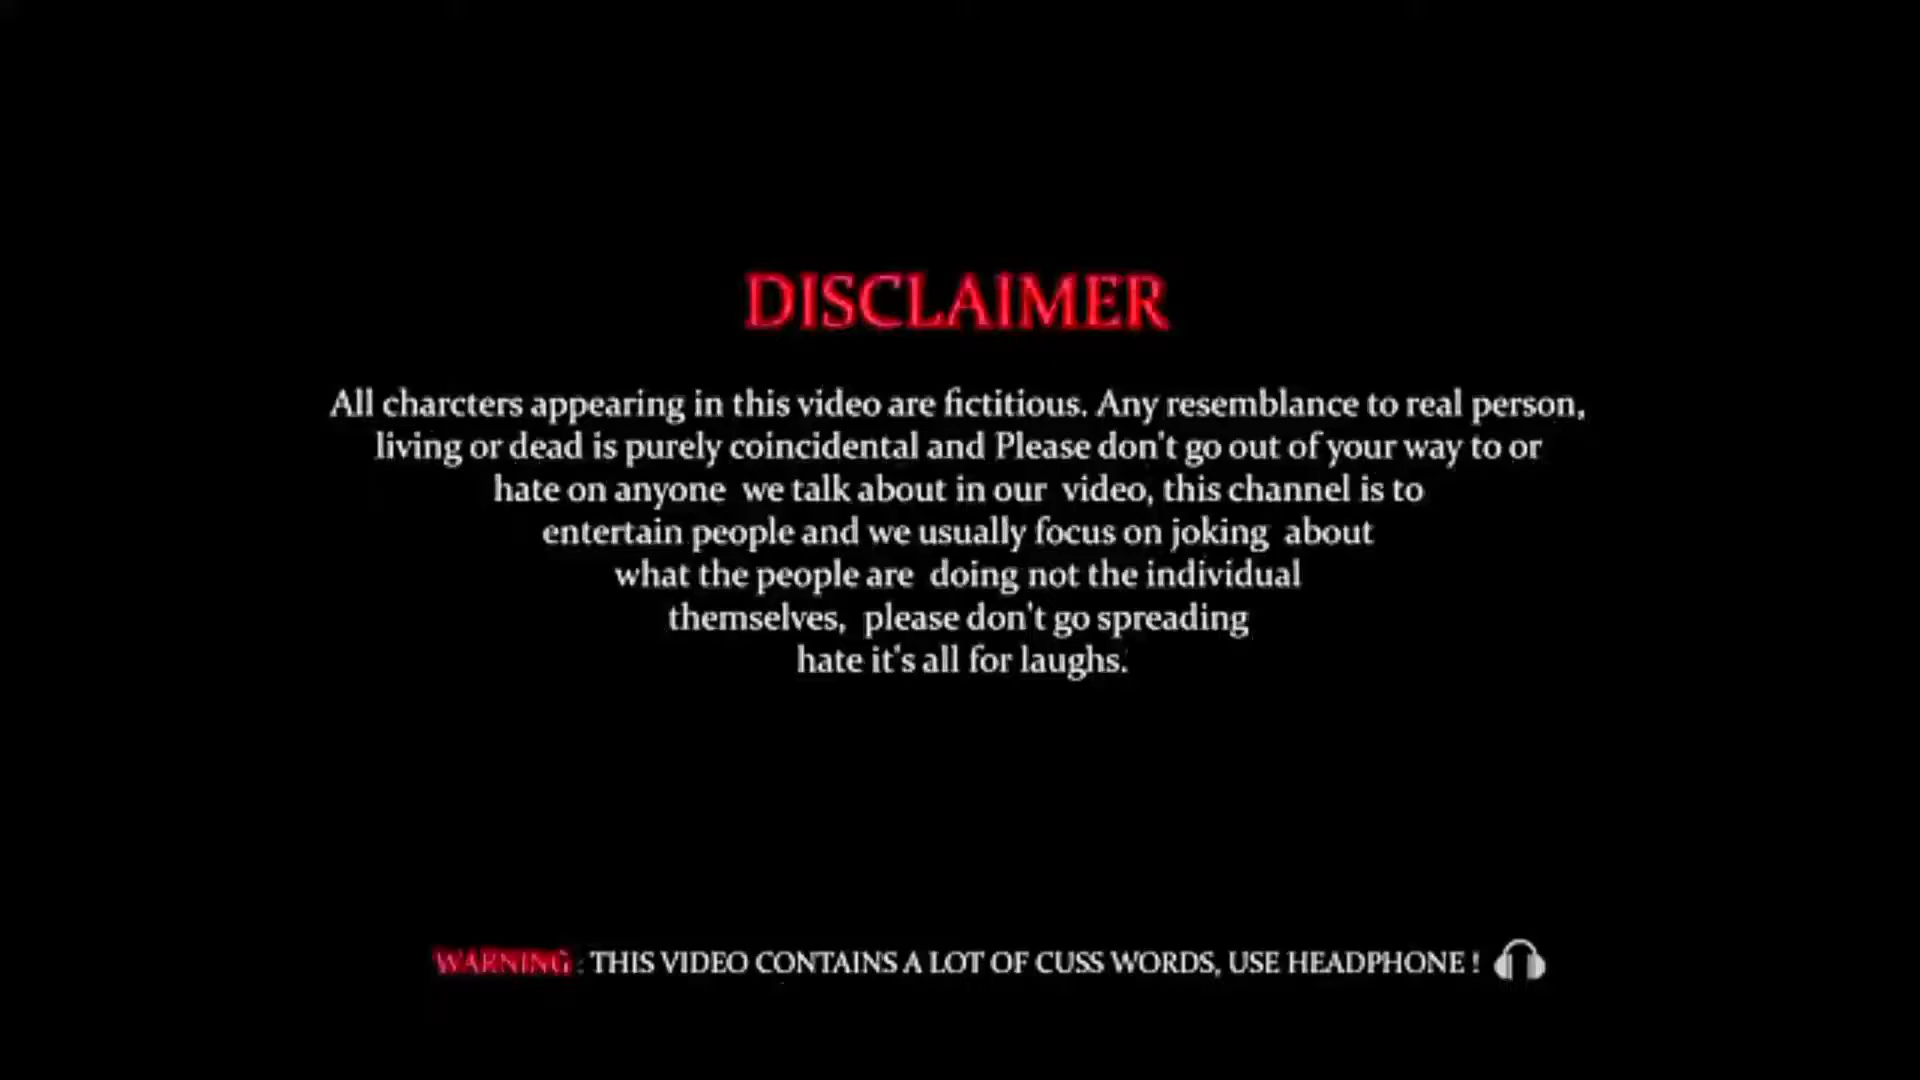 DISCLAIMER
All charcters appearing in this video are fictitious. Any resemblance to real person,
living or dead is purely coincidental and Please don't go out of your way to or
hate on anyone we talk about in our video, this channel is to
entertain people and we usually focus on joking about
what the people are doing not the individual
themselves, please don't go spreading
hate it's all for laughs.
WARNING : THIS VIDEO CONTAINS A LOT OF CUSS WORDS, USE HEADPHONE !